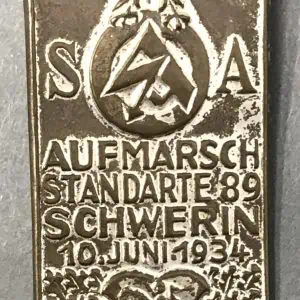 S A
AUFMARSCH
STANDARTE 89
SCHWERIN
10. JUNI 1934